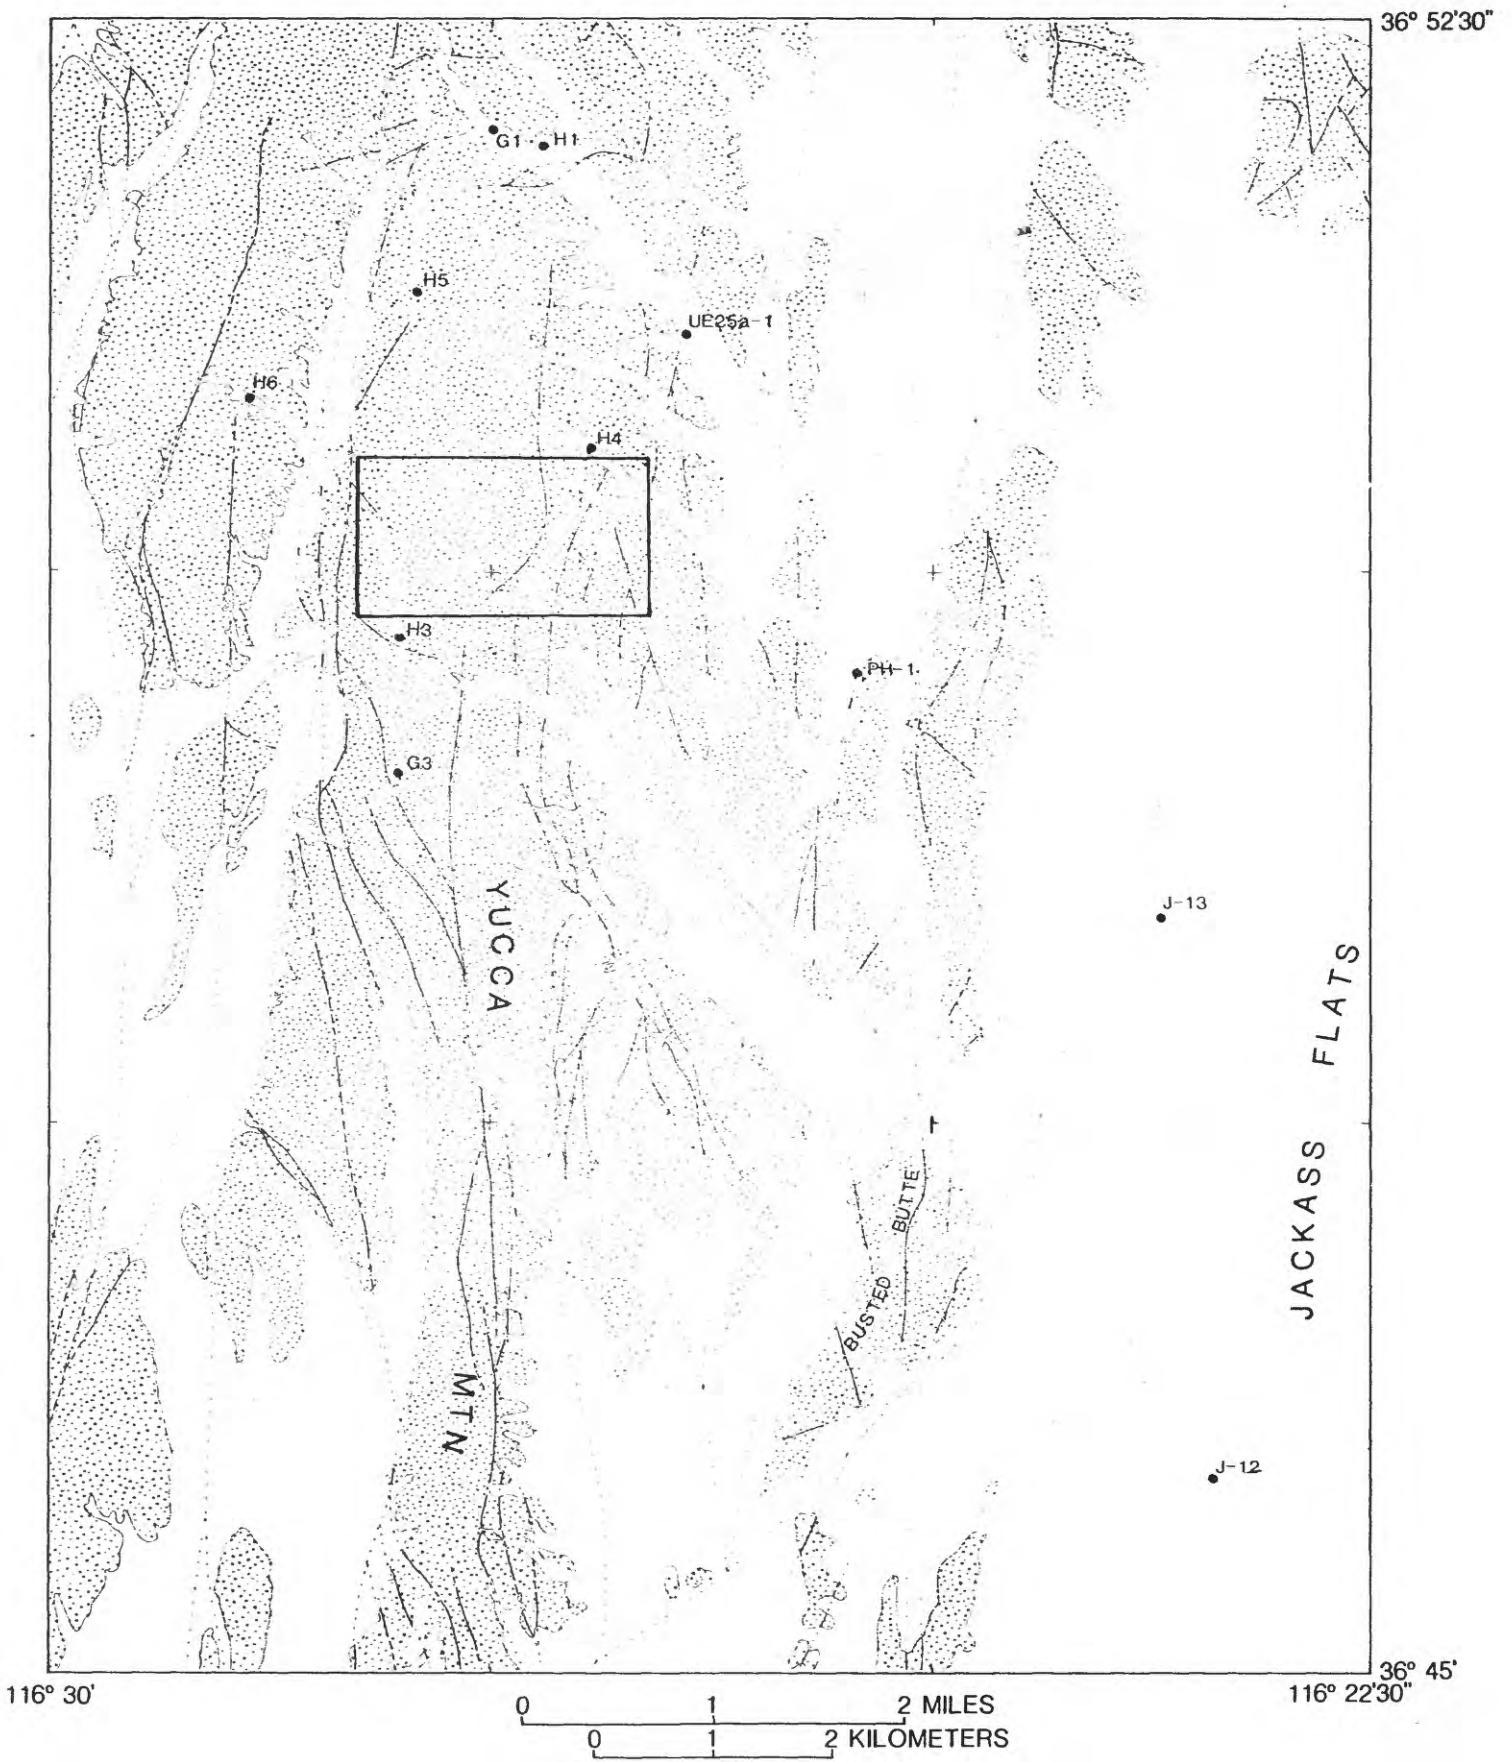 36° 52'30"
G1
H1
H5
UE25a-1
H6
H4
H3
PH-1
G3
YUCCA
J-13
JACKASS FLATS
BUSTED BUTTE
MTN
J-12
36° 45'
116° 30'
116° 22'30"
0 1 2 MILES
0 1 2 KILOMETERS